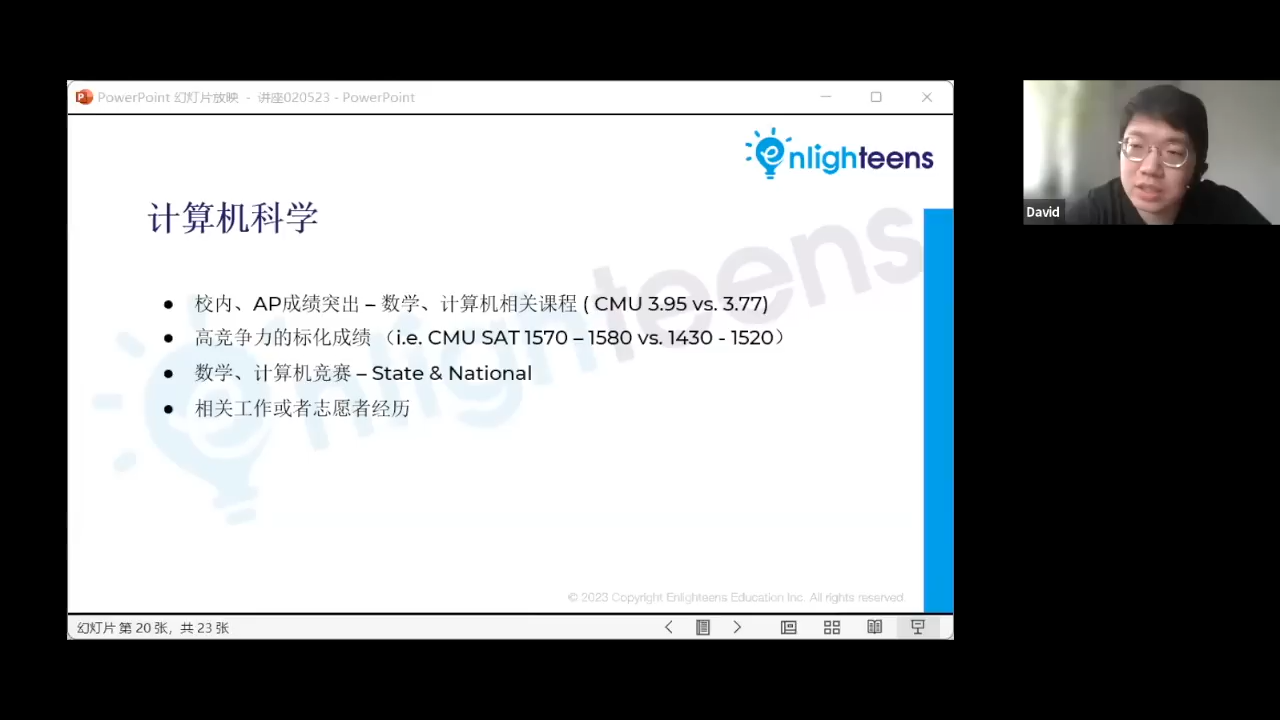 PowerPoint 幻灯片放映 - 讲座020523 - PowerPoint
enlighteens
计算机科学
● 校内、AP成绩突出 – 数学、计算机相关课程 ( CMU 3.95 vs. 3.77)
● 高竞争力的标化成绩 （i.e. CMU SAT 1570 – 1580 vs. 1430 - 1520）
● 数学、计算机竞赛 – State & National
● 相关工作或者志愿者经历
enlighteens
© 2023 Copyright Enlighteens Education Inc. All rights reserved.
幻灯片 第 20 张，共 23 张
David